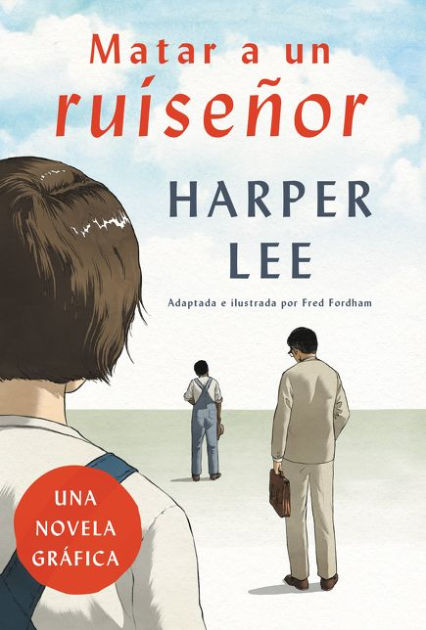 Matar a un
ruiseñor
HARPER
LEE
Adaptada e ilustrada por Fred Fordham
UNA
NOVELA
GRÁFICA